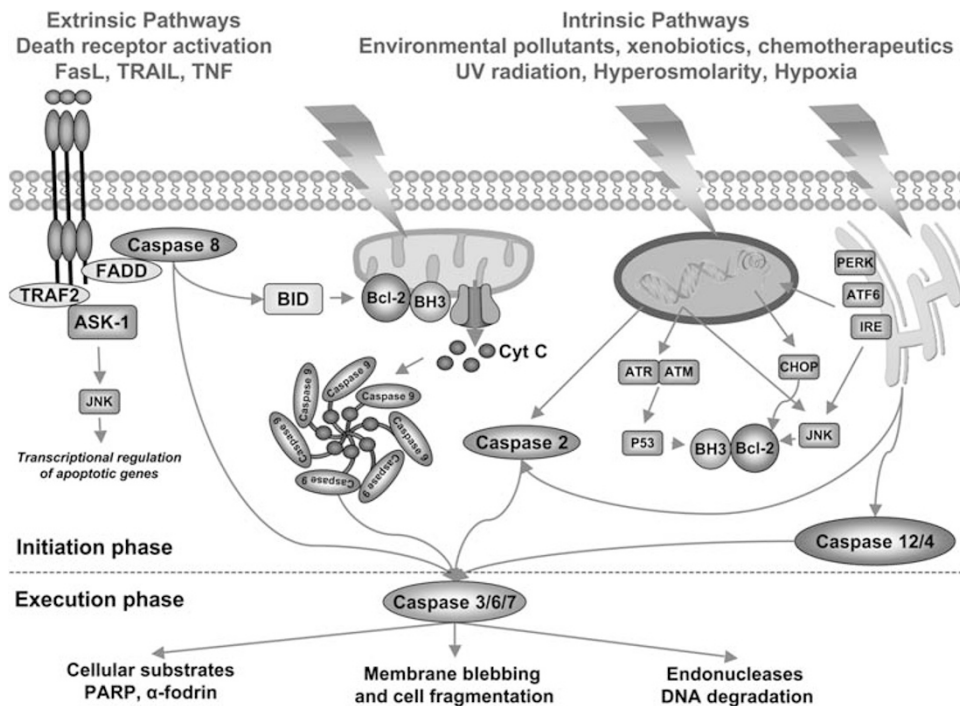 Extrinsic Pathways
Death receptor activation
FasL, TRAIL, TNF
Intrinsic Pathways
Environmental pollutants, xenobiotics, chemotherapeutics
UV radiation, Hyperosmolarity, Hypoxia
Caspase 8
FADD
TRAF2
ASK-1
JNK
Transcriptional regulation
of apoptotic genes
BID
Bcl-2
BH3
Cyt C
Caspase 9
Caspase 9
Caspase 9
Caspase 9
Caspase 9
Caspase 9
Caspase 9
PERK
ATF6
IRE
ATR
ATM
CHOP
P53
BH3
Bcl-2
JNK
Caspase 2
Caspase 12/4
Initiation phase
Execution phase
Caspase 3/6/7
Cellular substrates
PARP, α-fodrin
Membrane blebbing
and cell fragmentation
Endonucleases
DNA degradation